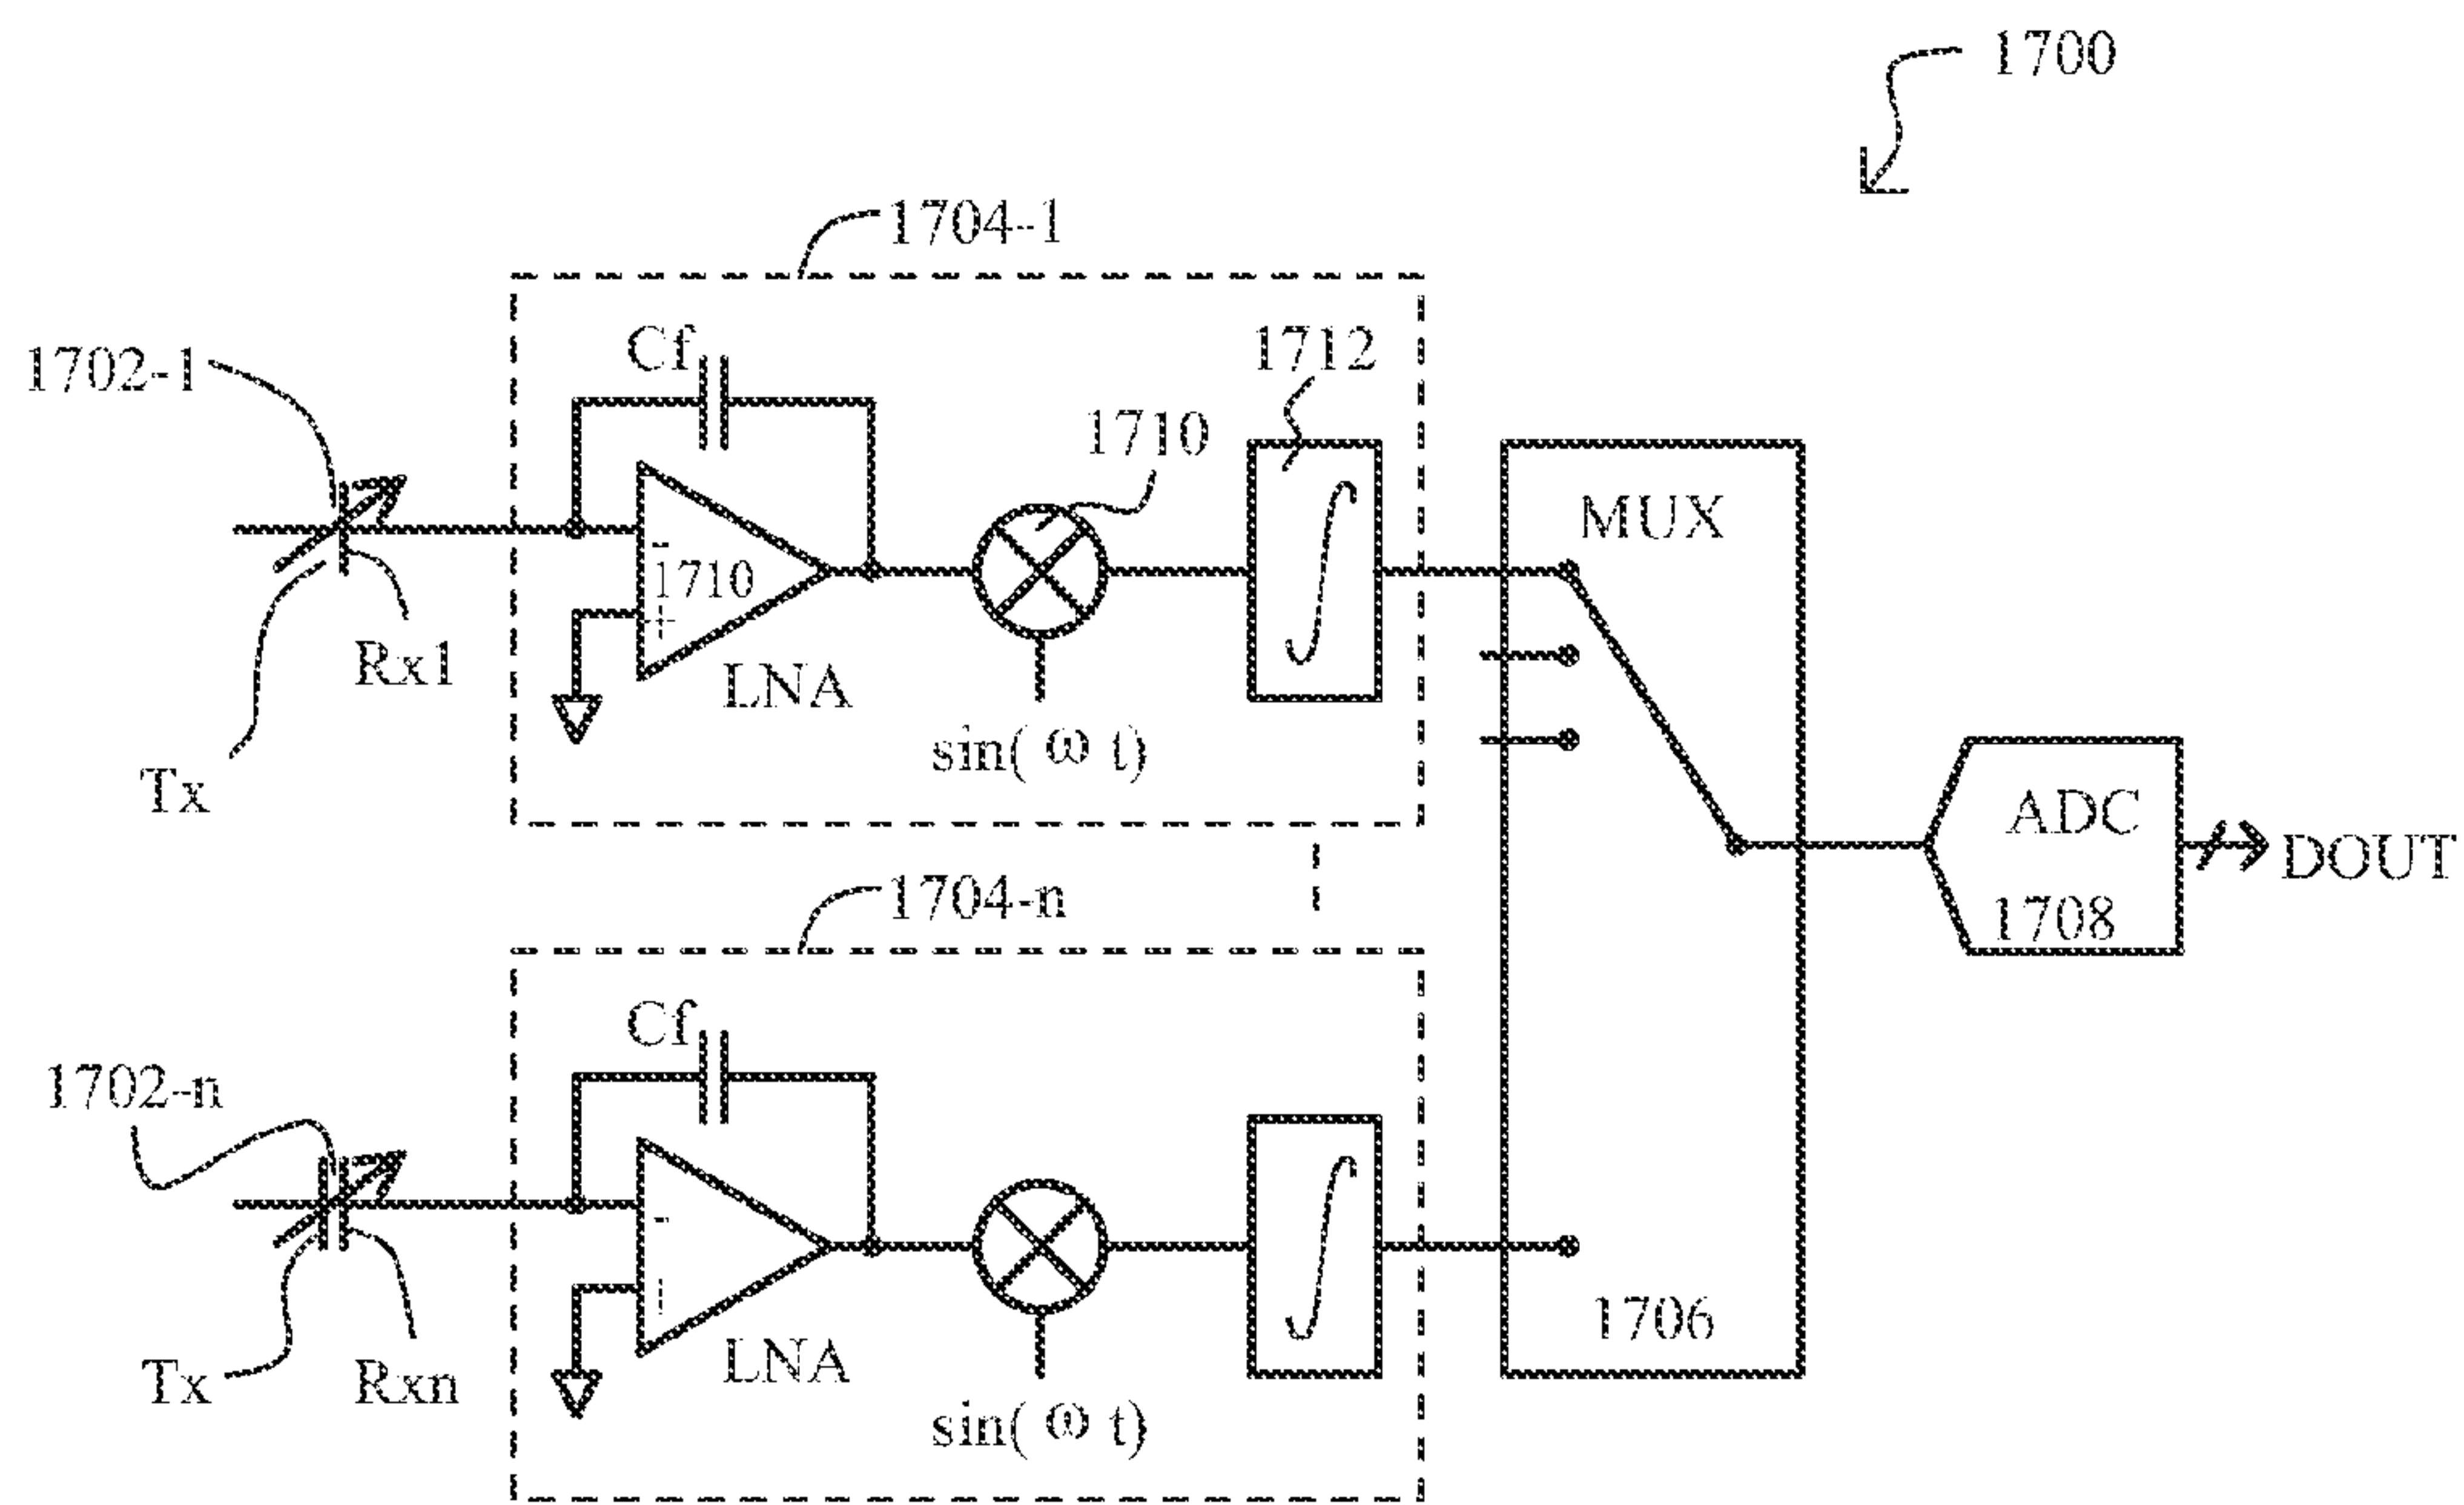 1700
1704-1
Cf
1712
1702-1
1710
MUX
-
1710
+
Rx1
LNA
sin( ω t)
Tx
ADC
DOUT
1704-n
1708
Cf
1702-n
-
1706
LNA
Tx
Rxn
sin( ω t)